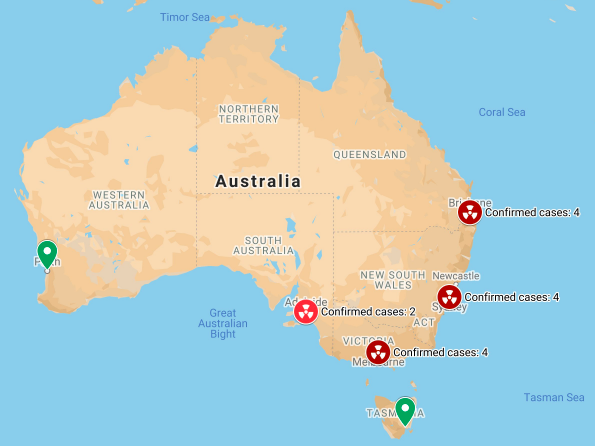 Timor Sea
Coral Sea
NORTHERN
TERRITORY
QUEENSLAND
Australia
WESTERN
AUSTRALIA
Brisbane
Confirmed cases: 4
SOUTH
AUSTRALIA
Perth
NEW SOUTH
WALES
Newcastle
Confirmed cases: 4
Sydney
Adelaide
Confirmed cases: 2
Great
Australian
Bight
ACT
VICTORIA
Confirmed cases: 4
Melbourne
Tasman Sea
TASMANIA